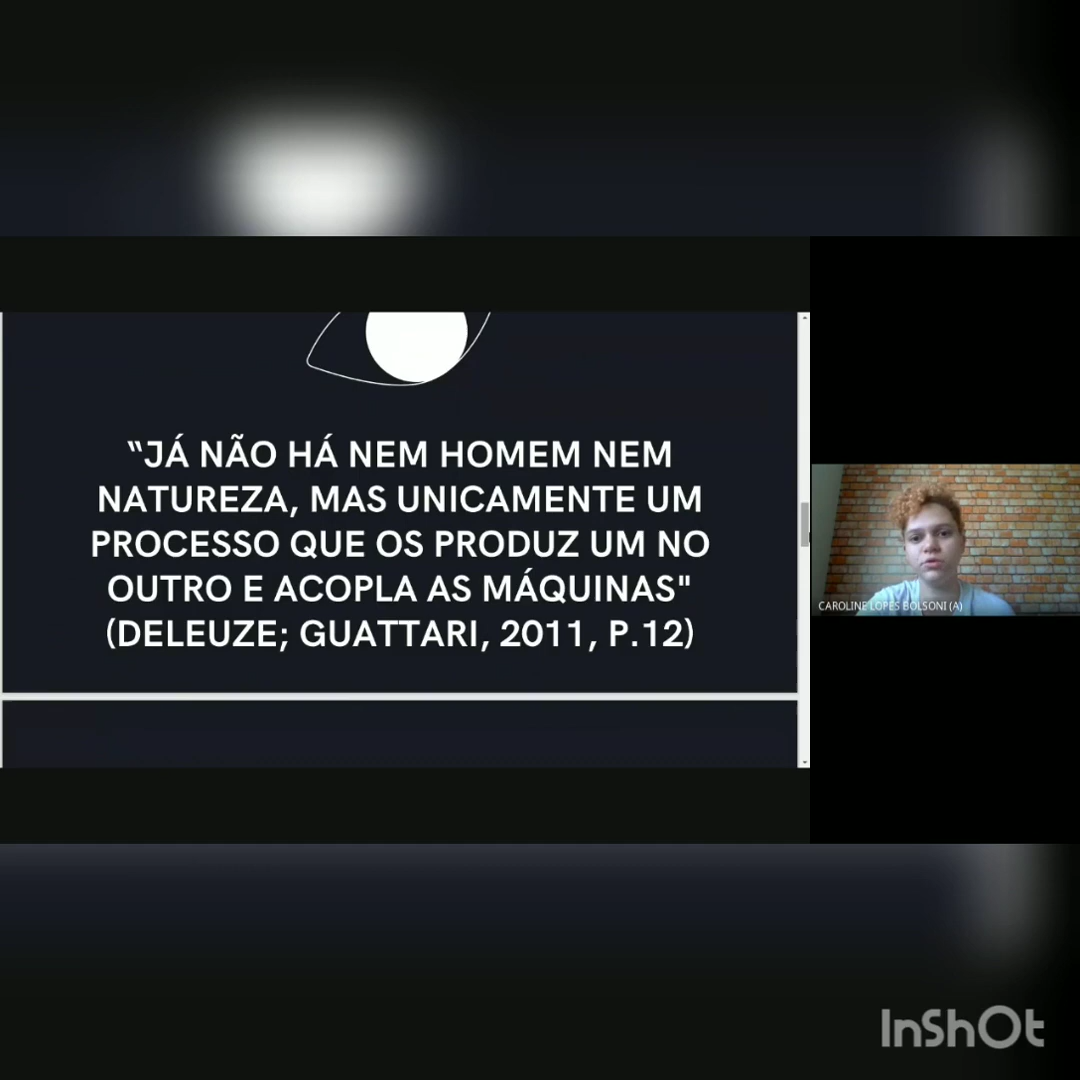 “JÁ NÃO HÁ NEM HOMEM NEM
NATUREZA, MAS UNICAMENTE UM
PROCESSO QUE OS PRODUZ UM NO
OUTRO E ACOPLA AS MÁQUINAS"
(DELEUZE; GUATTARI, 2011, P.12)
CAROLINE LOPES BOLSONI (A)
InShOt